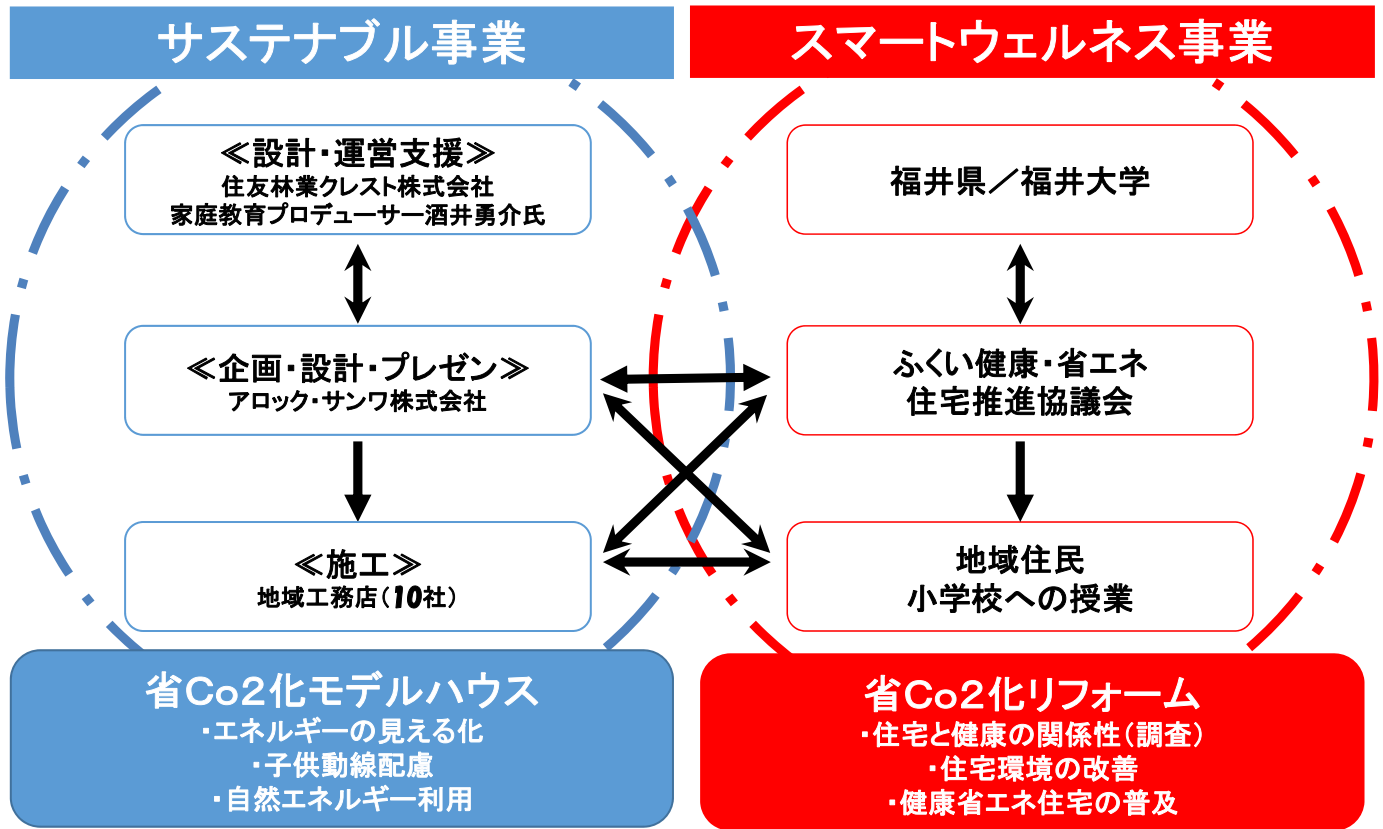 サステナブル事業
≪設計・運営支援≫
住友林業クレスト株式会社
家庭教育プロデューサー酒井勇介氏
≪企画・設計・プレゼン≫
アロック・サンワ株式会社
≪施工≫
地域工務店（10社）
省Co２化モデルハウス
・エネルギーの見える化
・子供動線配慮
・自然エネルギー利用
スマートウェルネス事業
福井県／福井大学
ふくい健康・省エネ
住宅推進協議会
地域住民
小学校への授業
省Co２化リフォーム
・住宅と健康の関係性（調査）
・住宅環境の改善
・健康省エネ住宅の普及